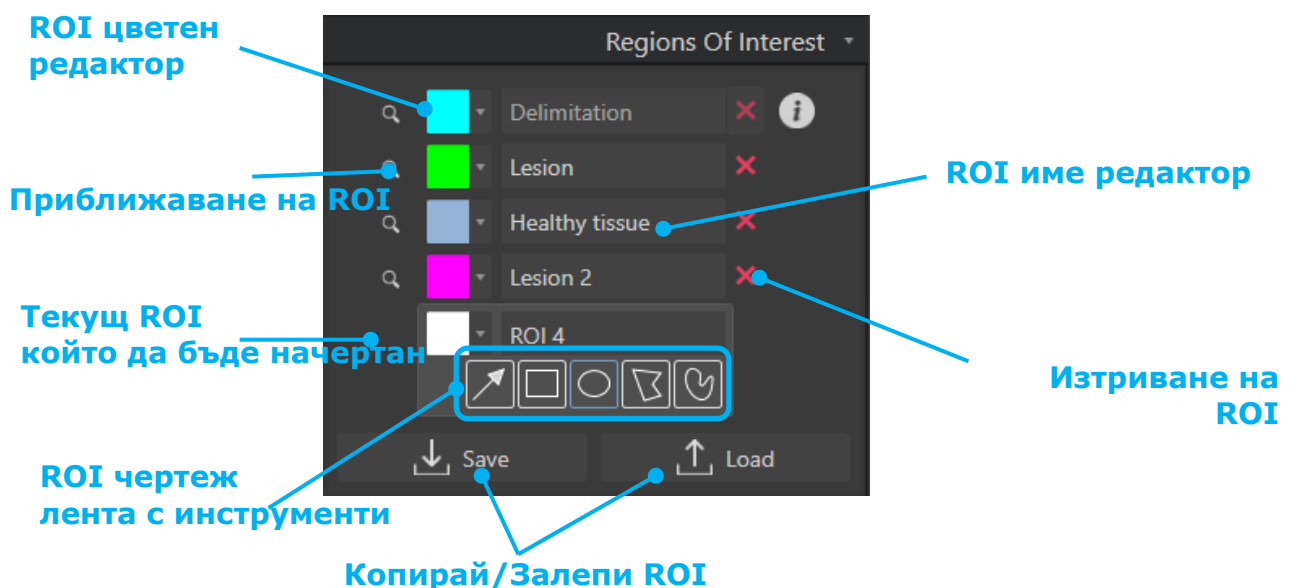 ROI цветен
редактор
Regions Of Interest
Delimitation
i
Lesion
ROI име редактор
Приближаване на ROI
Healthy tissue
Lesion 2
Текущ ROI
който да бъде начертан
ROI 4
Изтриване на
ROI
Save
Load
ROI чертеж
лента с инструменти
Копирай/Залепи ROI